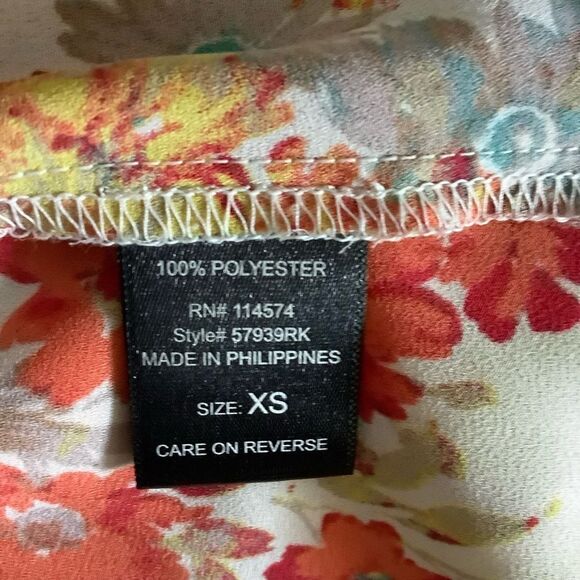 100% POLYESTER
RN# 114574
Style# 57939RK
MADE IN PHILIPPINES
SIZE: XS
CARE ON REVERSE